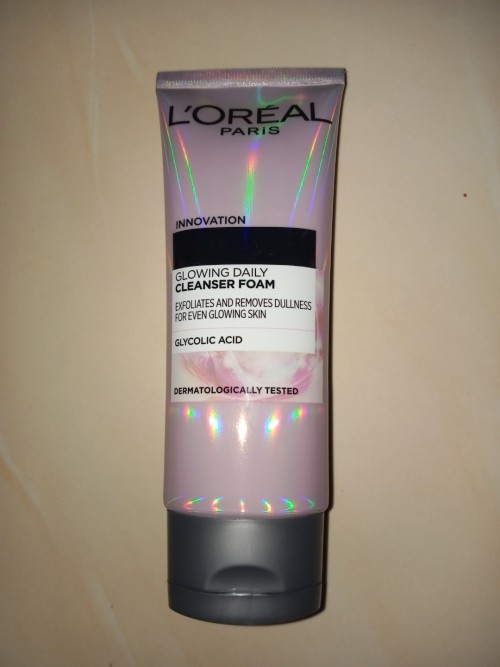 L'ORÉAL
PARIS
INNOVATION
GLOWING DAILY
CLEANSER FOAM
EXFOLIATES AND REMOVES DULLNESS
FOR EVEN GLOWING SKIN
GLYCOLIC ACID
DERMATOLOGICALLY TESTED